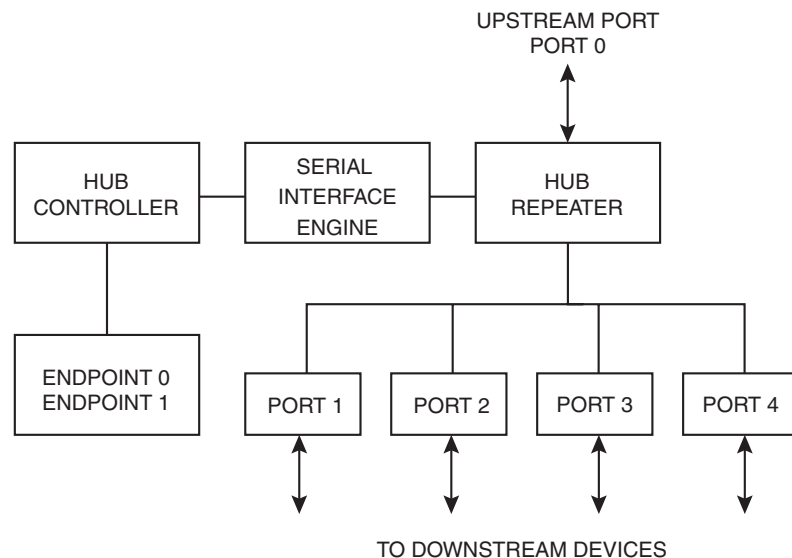 UPSTREAM PORT
PORT 0
HUB
CONTROLLER
SERIAL
INTERFACE
ENGINE
HUB
REPEATER
ENDPOINT 0
ENDPOINT 1
PORT 1
PORT 2
PORT 3
PORT 4
TO DOWNSTREAM DEVICES